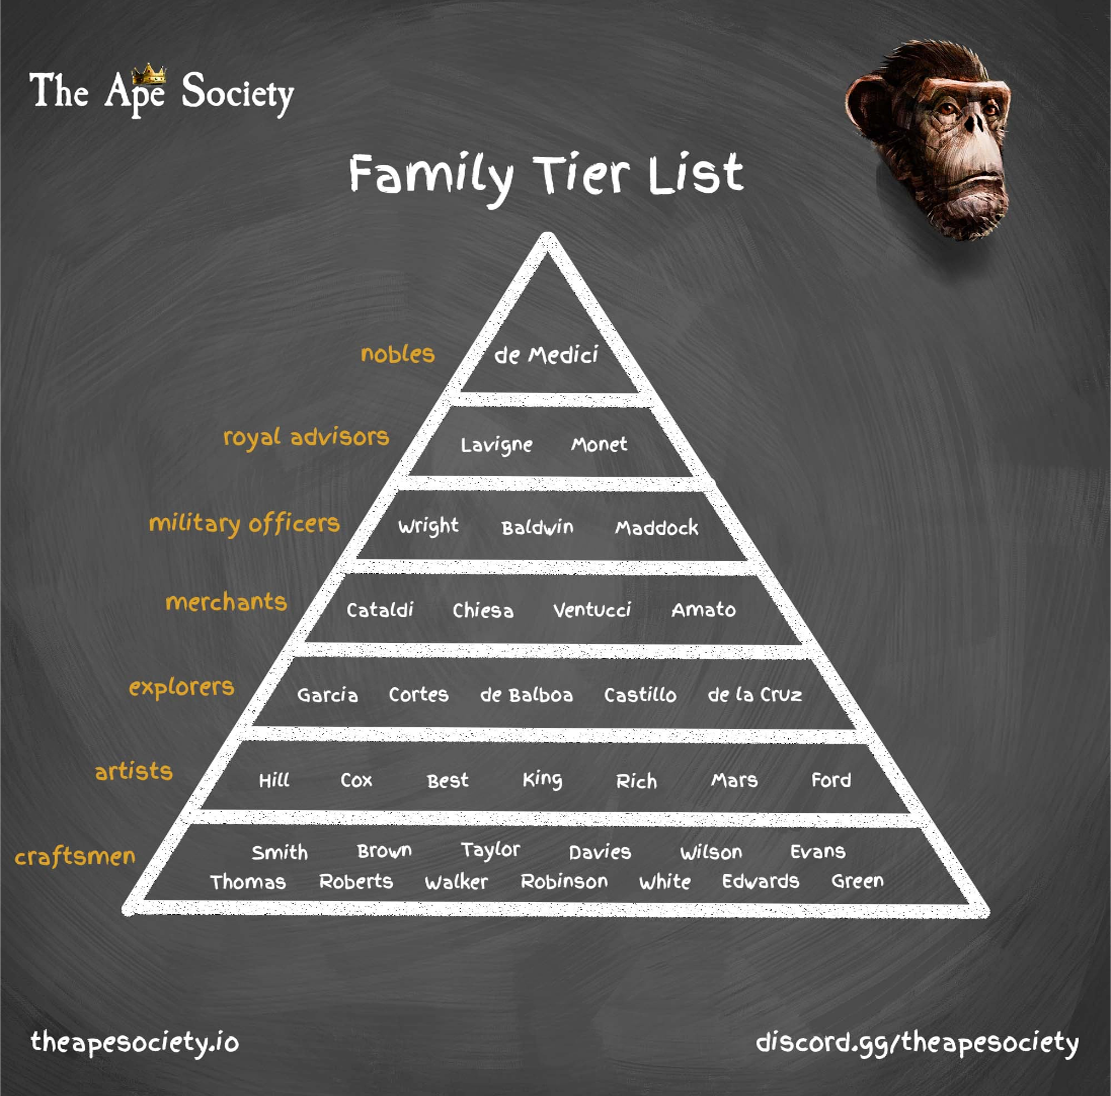 The Ape Society
Family Tier List
nobles de Medici
royal advisors Lavigne Monet
military officers Wright Baldwin Maddock
merchants Cataldi Chiesa Ventucci Amato
explorers Garcia Cortes de Balboa Castillo de la Cruz
artists Hill Cox Best King Rich Mars Ford
craftsmen Smith Brown Taylor Davies Wilson Evans
Thomas Roberts Walker Robinson White Edwards Green
theapesociety.io discord.gg/theapesociety